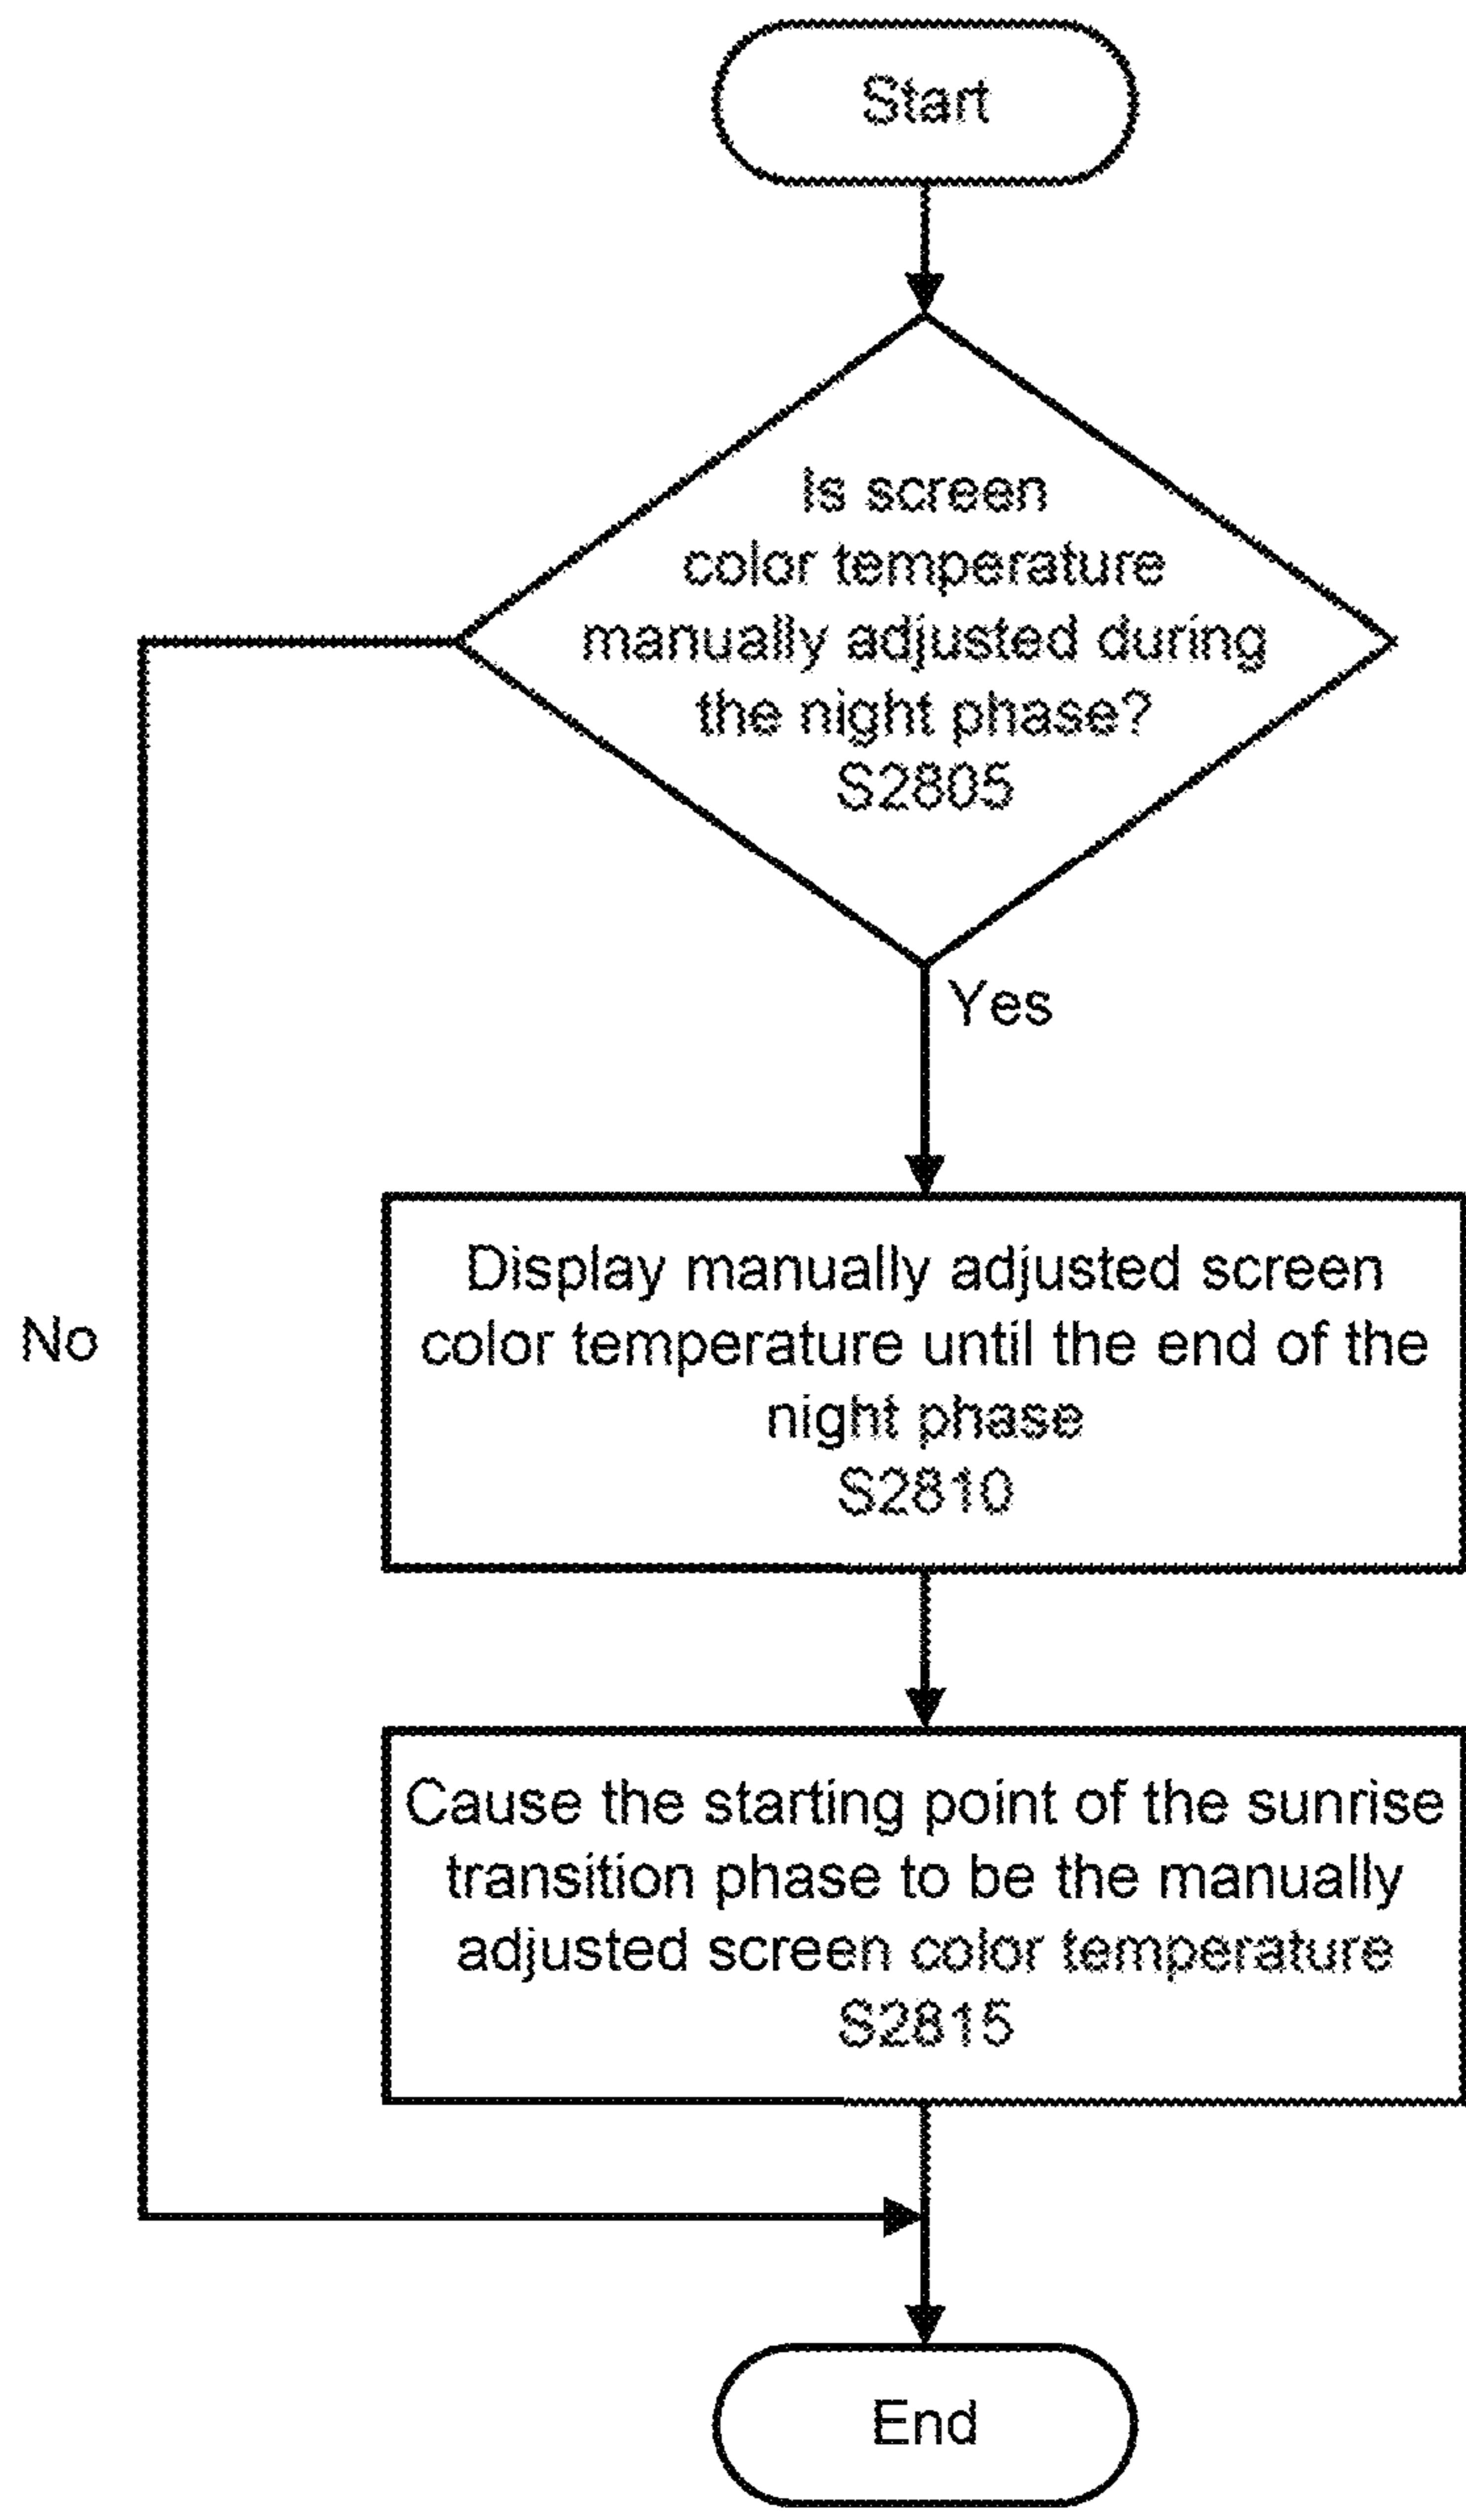 Start
Is screen
color temperature
manually adjusted during
the night phase?
S2805
Yes
No
Display manually adjusted screen
color temperature until the end of the
night phase
S2810
Cause the starting point of the sunrise
transition phase to be the manually
adjusted screen color temperature
S2815
End